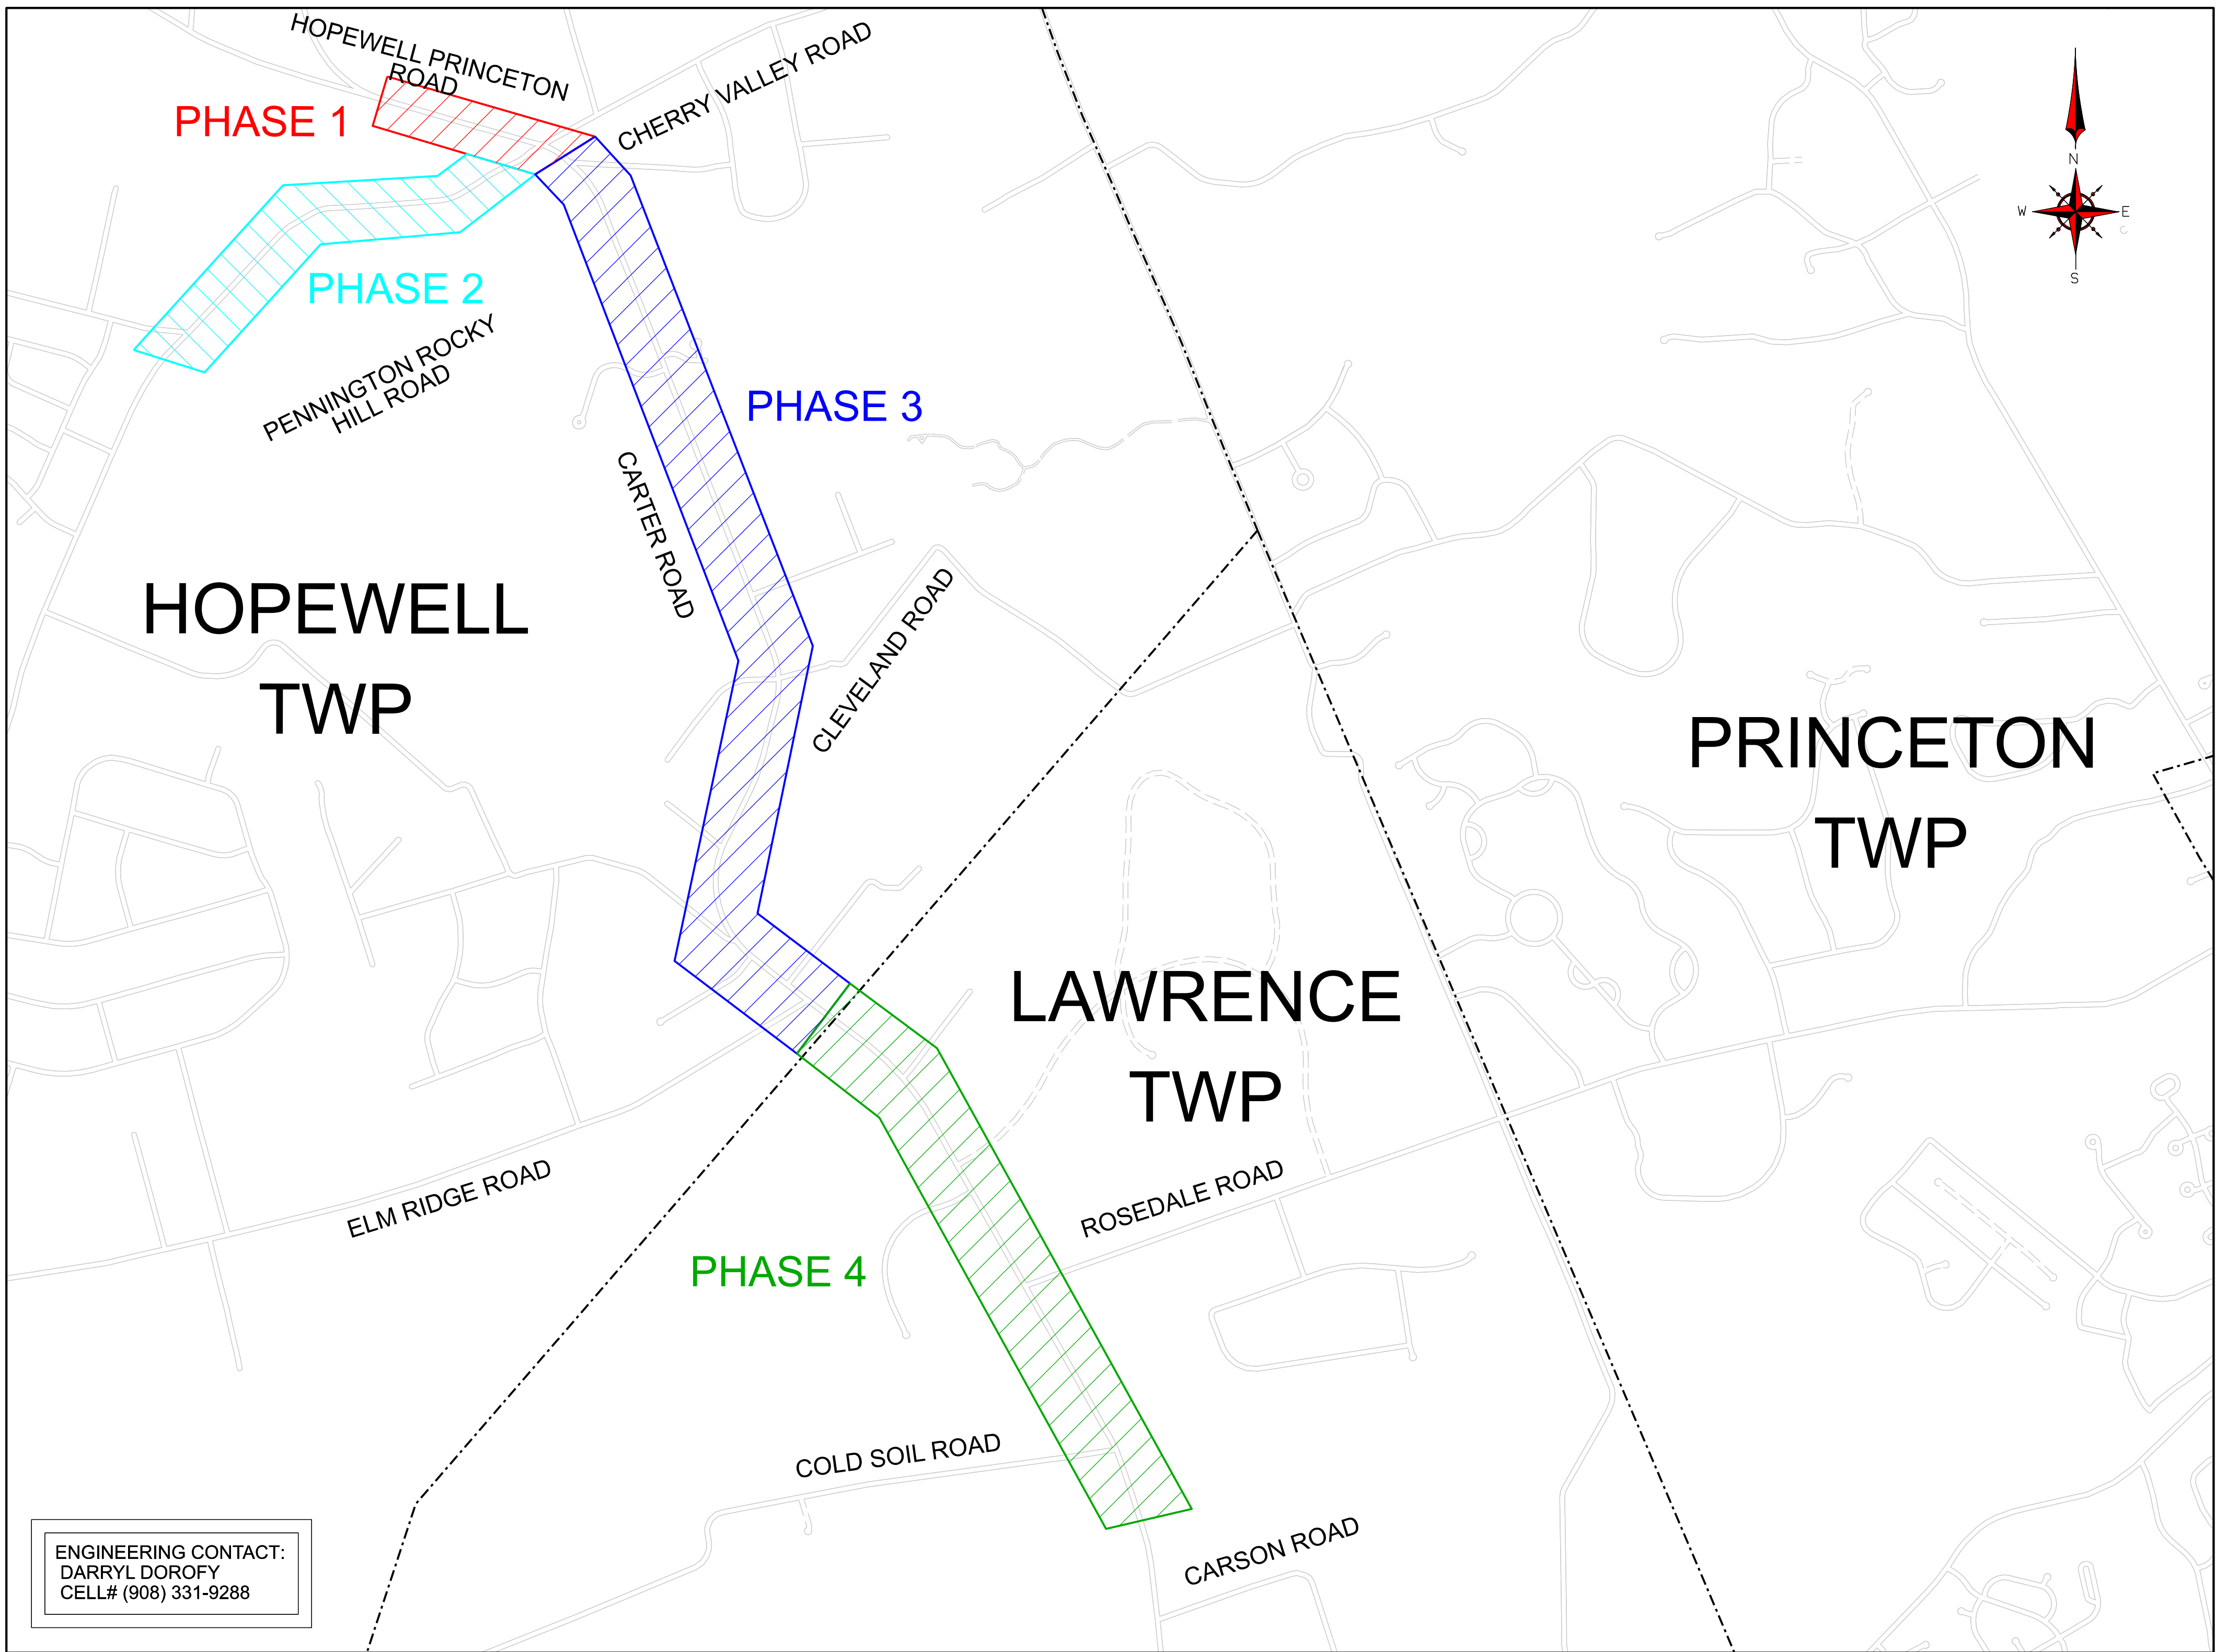 HOPEWELL PRINCETON
ROAD
CHERRY VALLEY ROAD
PHASE 1
N
W
E
S
PHASE 2
PENNINGTON ROCKY
HILL ROAD
PHASE 3
CARTER ROAD
CLEVELAND ROAD
HOPEWELL
TWP
PRINCETON
TWP
LAWRENCE
TWP
ELM RIDGE ROAD
ROSEDALE ROAD
PHASE 4
COLD SOIL ROAD
CARSON ROAD
ENGINEERING CONTACT:
DARRYL DOROFY
CELL# (908) 331-9288